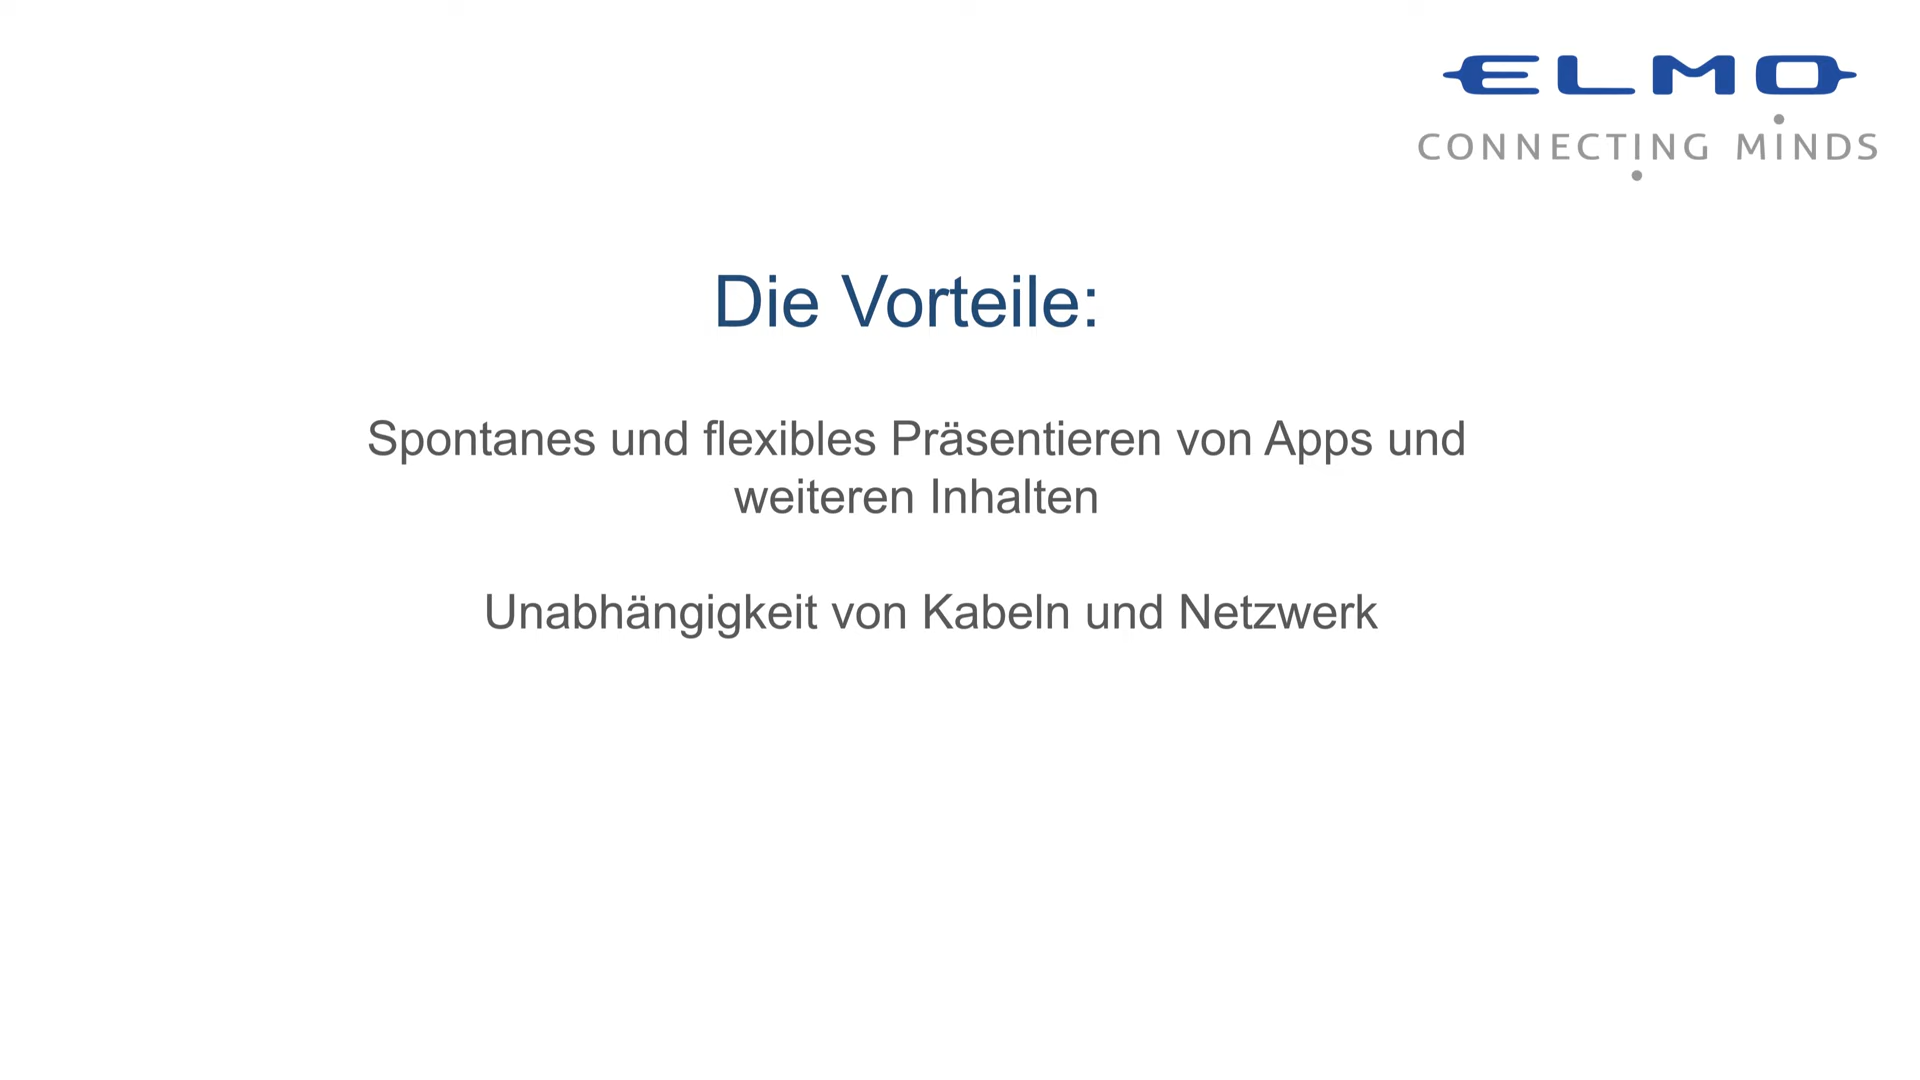 ELMO
CONNECTING MINDS
Die Vorteile:
Spontanes und flexibles Präsentieren von Apps und
weiteren Inhalten
Unabhängigkeit von Kabeln und Netzwerk